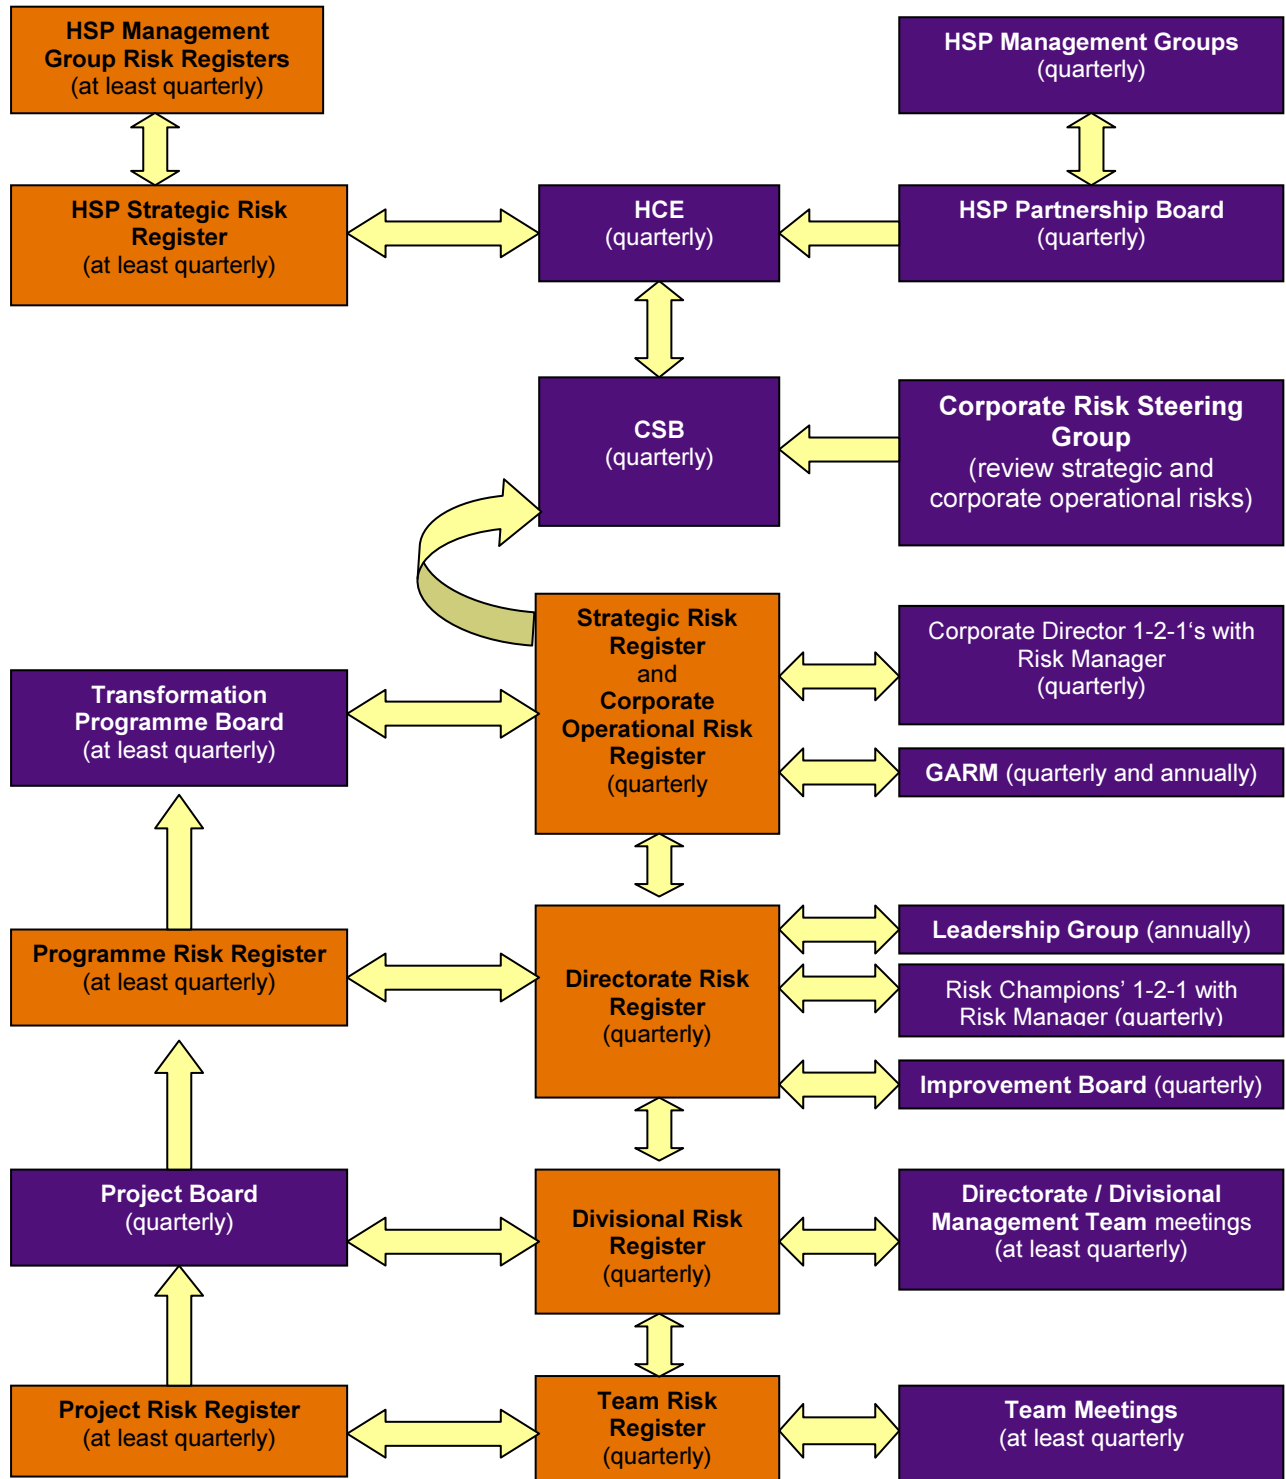 HSP Management
Group Risk Registers
(at least quarterly)
HSP Management Groups
(quarterly)
HSP Strategic Risk
Register
(at least quarterly)
HCE
(quarterly)
HSP Partnership Board
(quarterly)
CSB
(quarterly)
Corporate Risk Steering
Group
(review strategic and
corporate operational risks)
Strategic Risk
Register
and
Corporate
Operational Risk
Register
(quarterly
Corporate Director 1-2-1‘s with
Risk Manager
(quarterly)
Transformation
Programme Board
(at least quarterly)
GARM (quarterly and annually)
Programme Risk Register
(at least quarterly)
Directorate Risk
Register
(quarterly)
Leadership Group (annually)
Risk Champions’ 1-2-1 with
Risk Manager (quarterly)
Improvement Board (quarterly)
Project Board
(quarterly)
Divisional Risk
Register
(quarterly)
Directorate / Divisional
Management Team meetings
(at least quarterly)
Project Risk Register
(at least quarterly)
Team Risk
Register
(quarterly)
Team Meetings
(at least quarterly